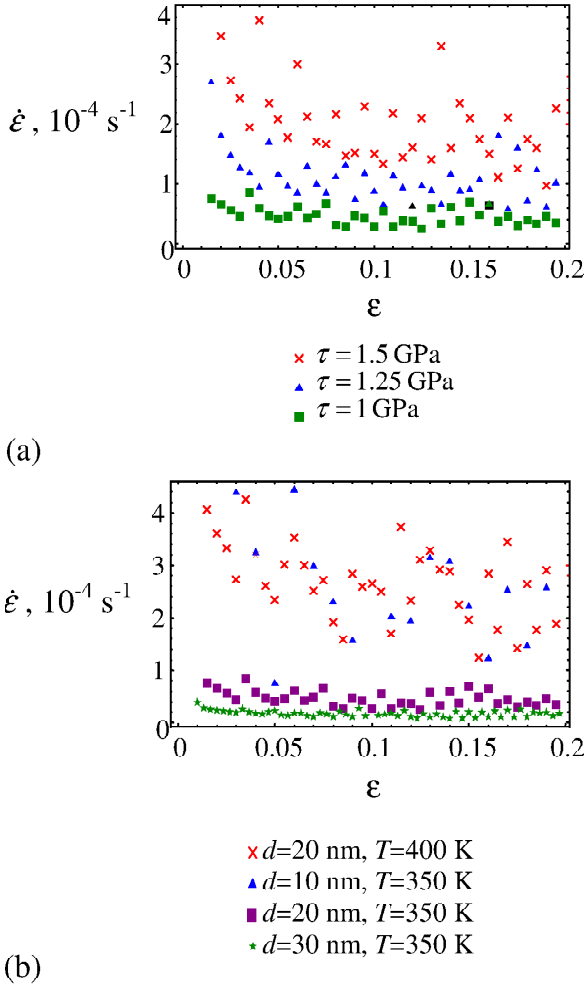 4
3
2
1
0
ε̇ , 10⁻⁴ s⁻¹
0 0.05 0.1 0.15 0.2
ε
τ = 1.5 GPa
τ = 1.25 GPa
τ = 1 GPa
(a)
4
3
2
1
0
ε̇ , 10⁻⁴ s⁻¹
0 0.05 0.1 0.15 0.2
ε
d=20 nm, T=400 K
d=10 nm, T=350 K
d=20 nm, T=350 K
d=30 nm, T=350 K
(b)